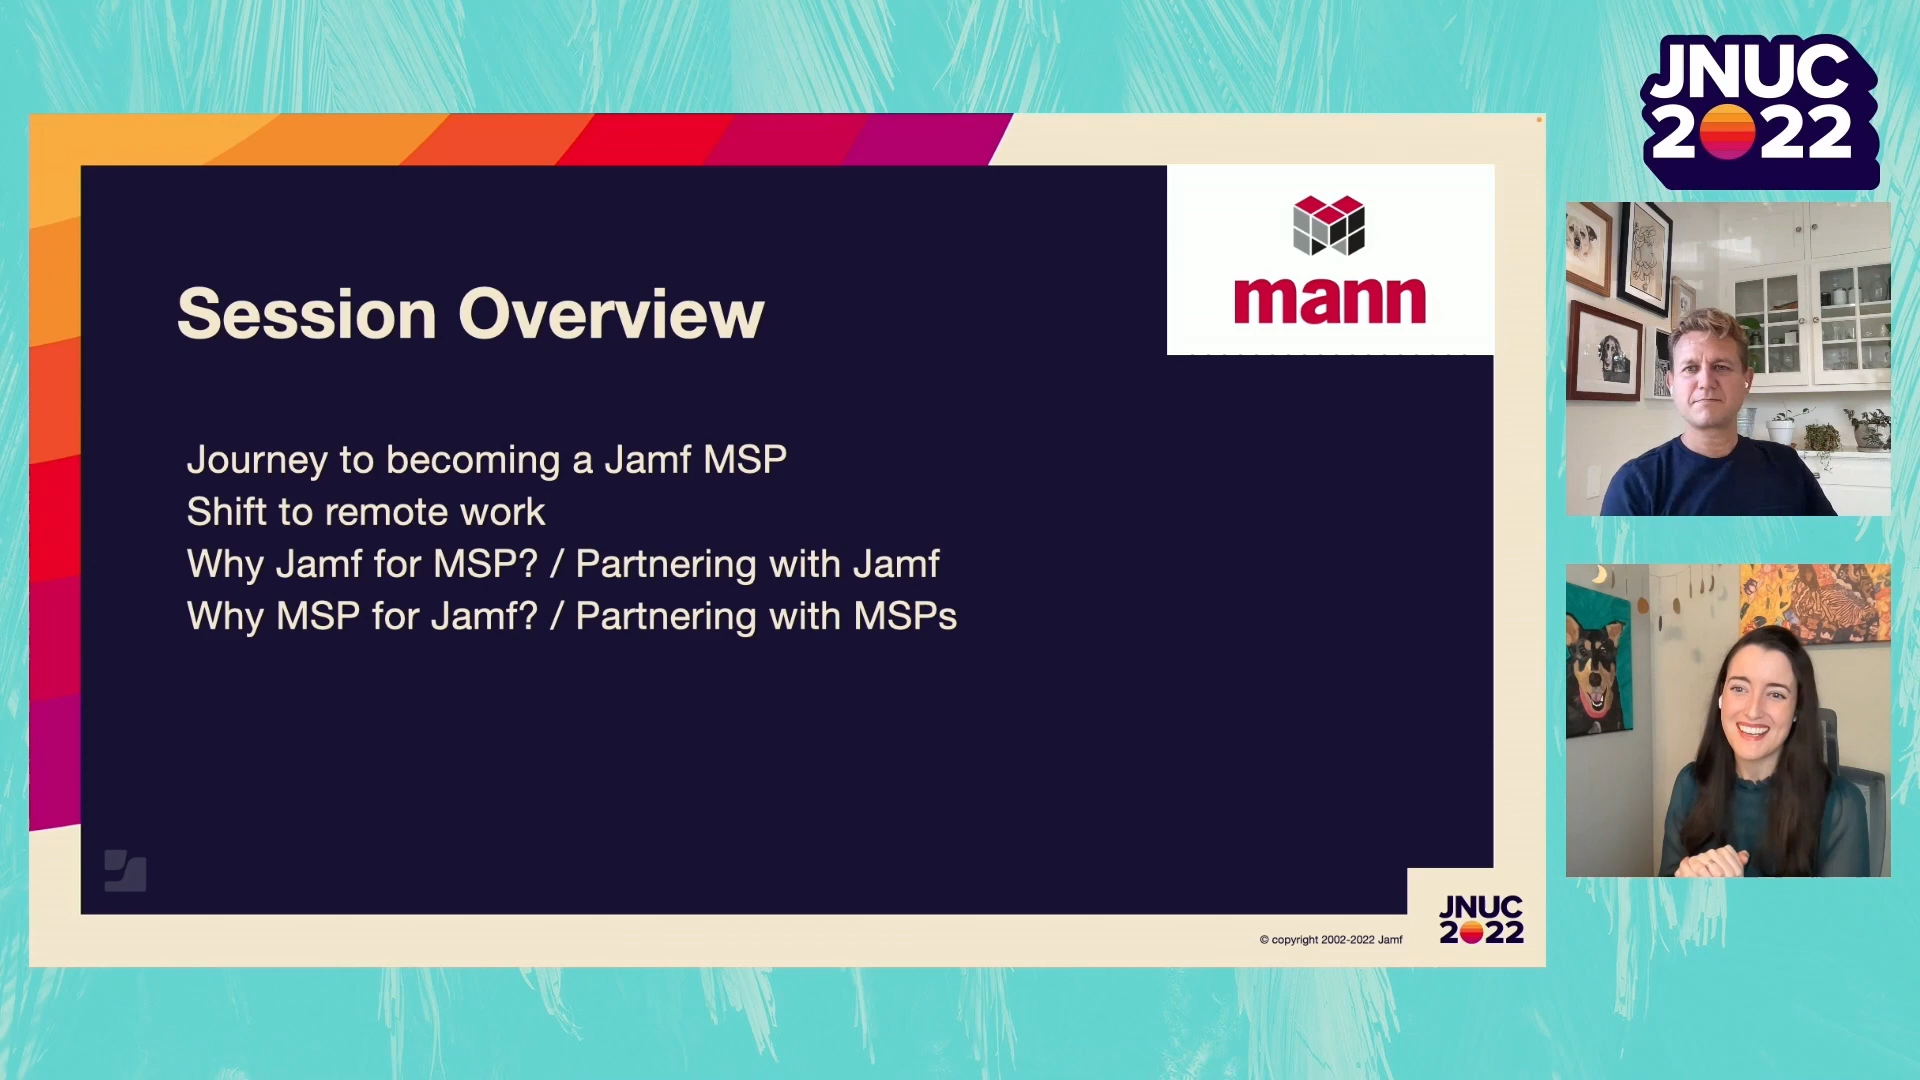 JNUC
2022
mann
Session Overview
Journey to becoming a Jamf MSP
Shift to remote work
Why Jamf for MSP? / Partnering with Jamf
Why MSP for Jamf? / Partnering with MSPs
© copyright 2002-2022 Jamf
JNUC
2022